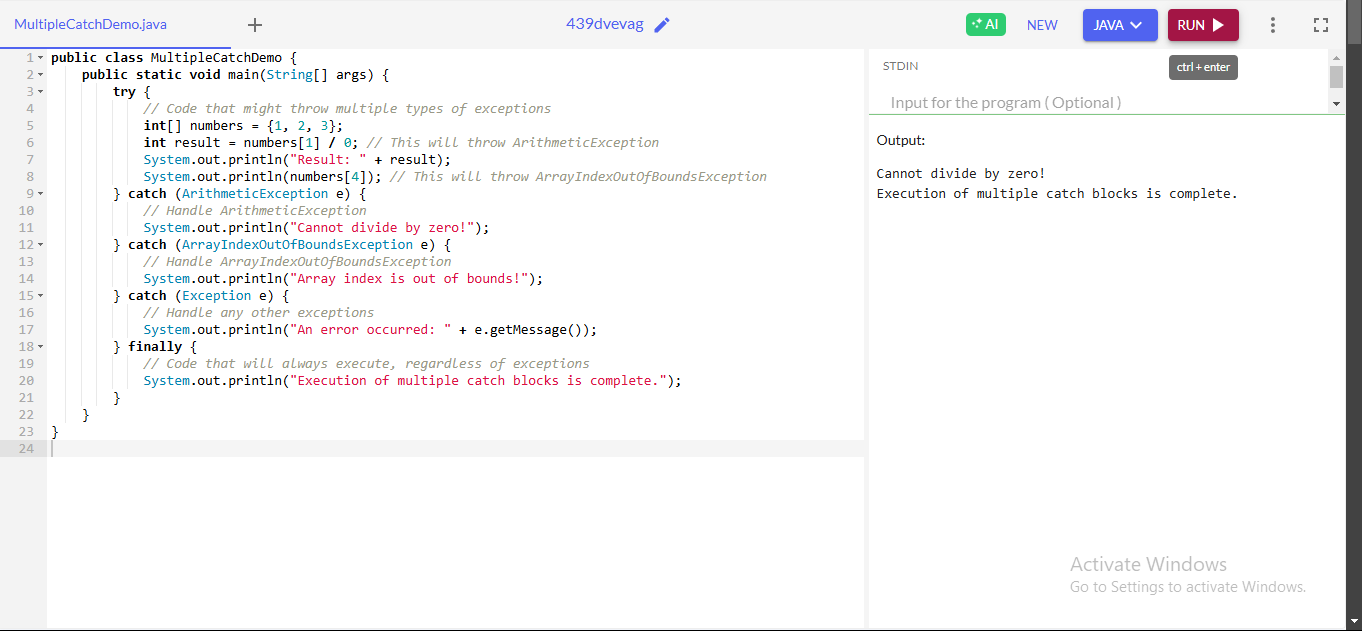 MultipleCatchDemo.java + 439dvevag AI NEW JAVA RUN
1 public class MultipleCatchDemo {
2 public static void main(String[] args) {
3 try {
4 // Code that might throw multiple types of exceptions
5 int[] numbers = {1, 2, 3};
6 int result = numbers[1] / 0; // This will throw ArithmeticException
7 System.out.println("Result: " + result);
8 System.out.println(numbers[4]); // This will throw ArrayIndexOutOfBoundsException
9 } catch (ArithmeticException e) {
10 // Handle ArithmeticException
11 System.out.println("Cannot divide by zero!");
12 } catch (ArrayIndexOutOfBoundsException e) {
13 // Handle ArrayIndexOutOfBoundsException
14 System.out.println("Array index is out of bounds!");
15 } catch (Exception e) {
16 // Handle any other exceptions
17 System.out.println("An error occurred: " + e.getMessage());
18 } finally {
19 // Code that will always execute, regardless of exceptions
20 System.out.println("Execution of multiple catch blocks is complete.");
21 }
22 }
23 }
24
STDIN
ctrl+enter
Input for the program ( Optional )
Output:
Cannot divide by zero!
Execution of multiple catch blocks is complete.
Activate Windows
Go to Settings to activate Windows.